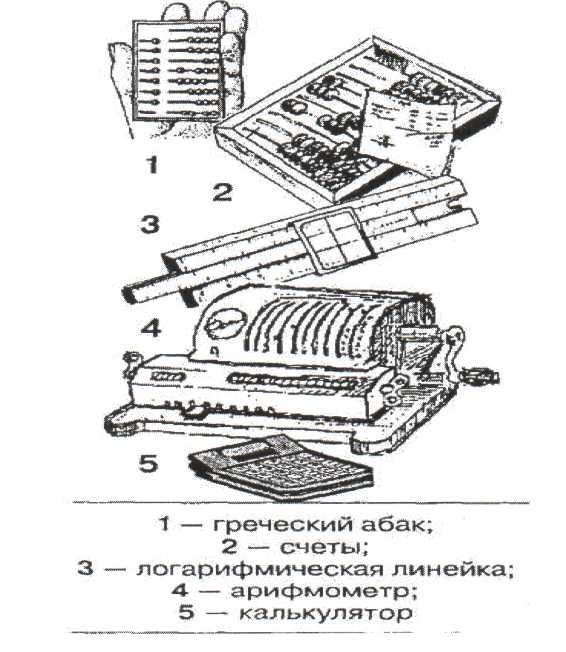 1
2
3
4
5
1 — греческий абак;
2 — счеты;
3 — логарифмическая линейка;
4 — арифмометр;
5 — калькулятор